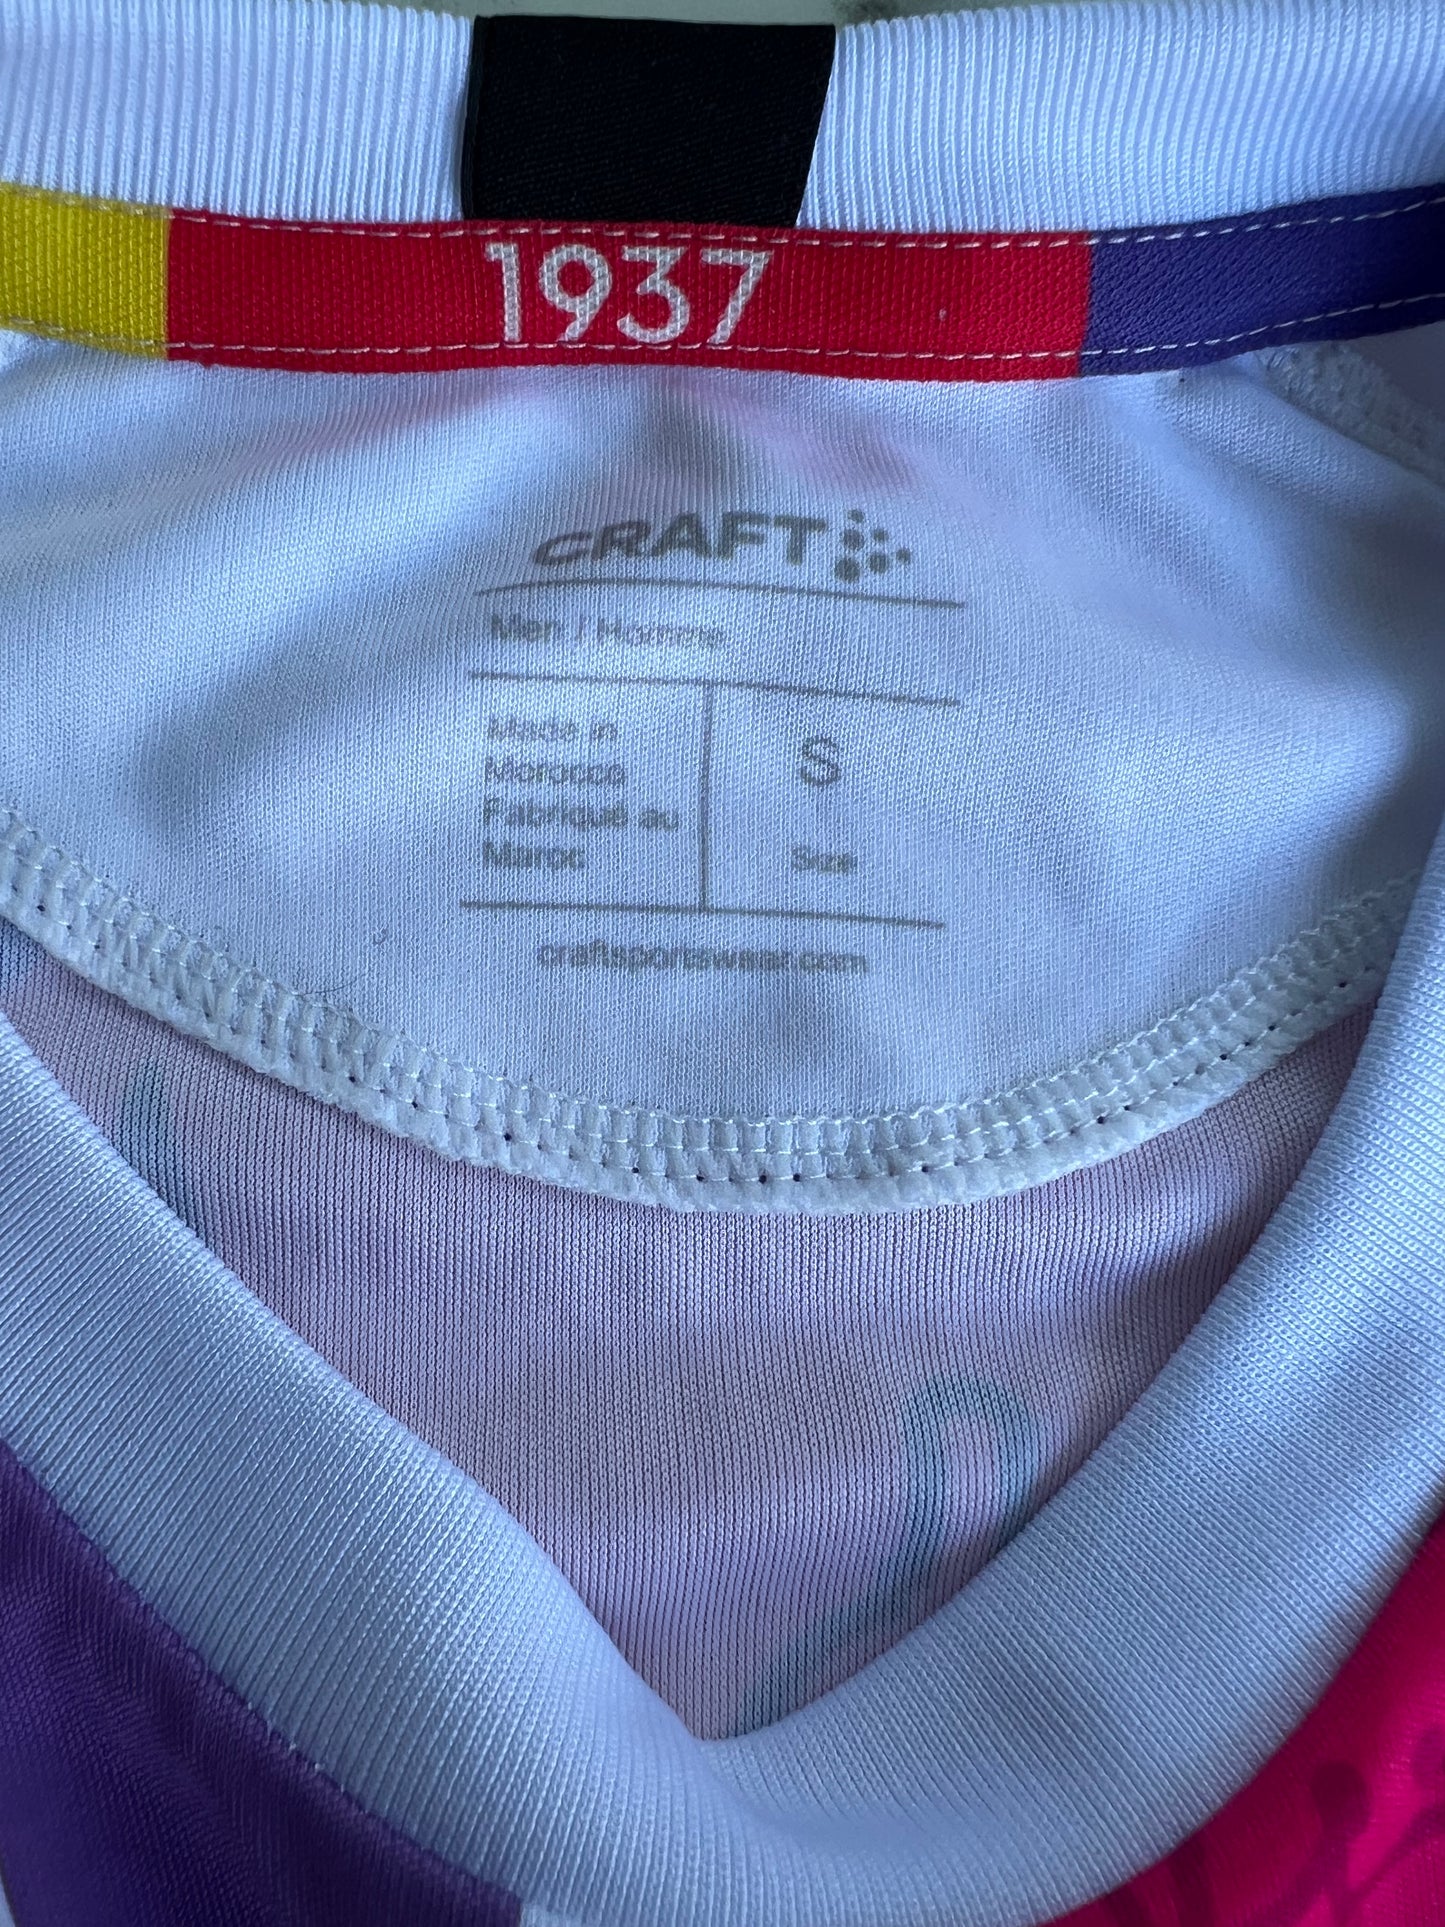 1937
CRAFT
Men / Homme
Made in
Morocco
Fabriqué au
Maroc
S
Size
craftsportswear.com